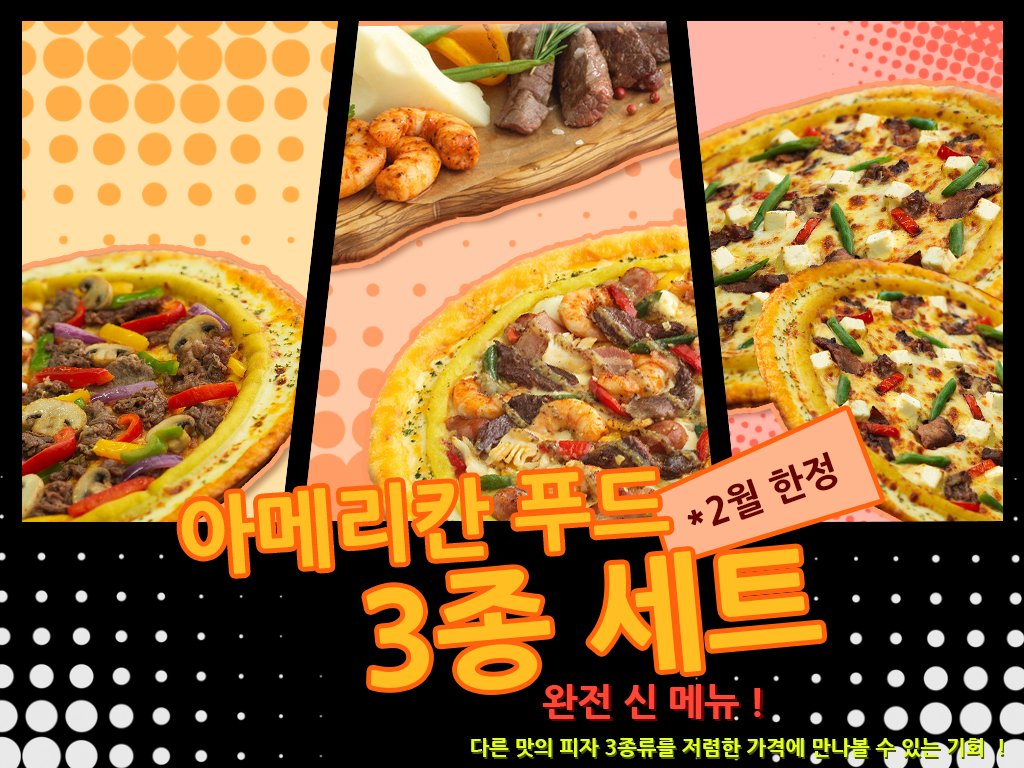 아메리칸 푸드
*2월 한정
3종 세트
완전 신 메뉴 !
다른 맛의 피자 3종류를 저렴한 가격에 만나볼 수 있는 기회 !